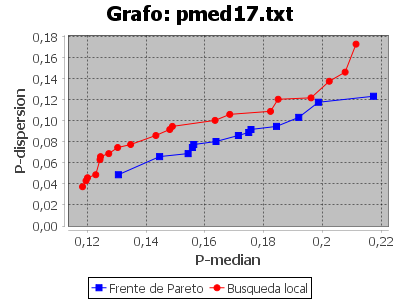 Grafo: pmed17.txt
P-dispersion
0,18
0,16
0,14
0,12
0,10
0,08
0,06
0,04
0,02
0,00
0,12 0,14 0,16 0,18 0,2 0,22
P-median
Frente de Pareto Busqueda local